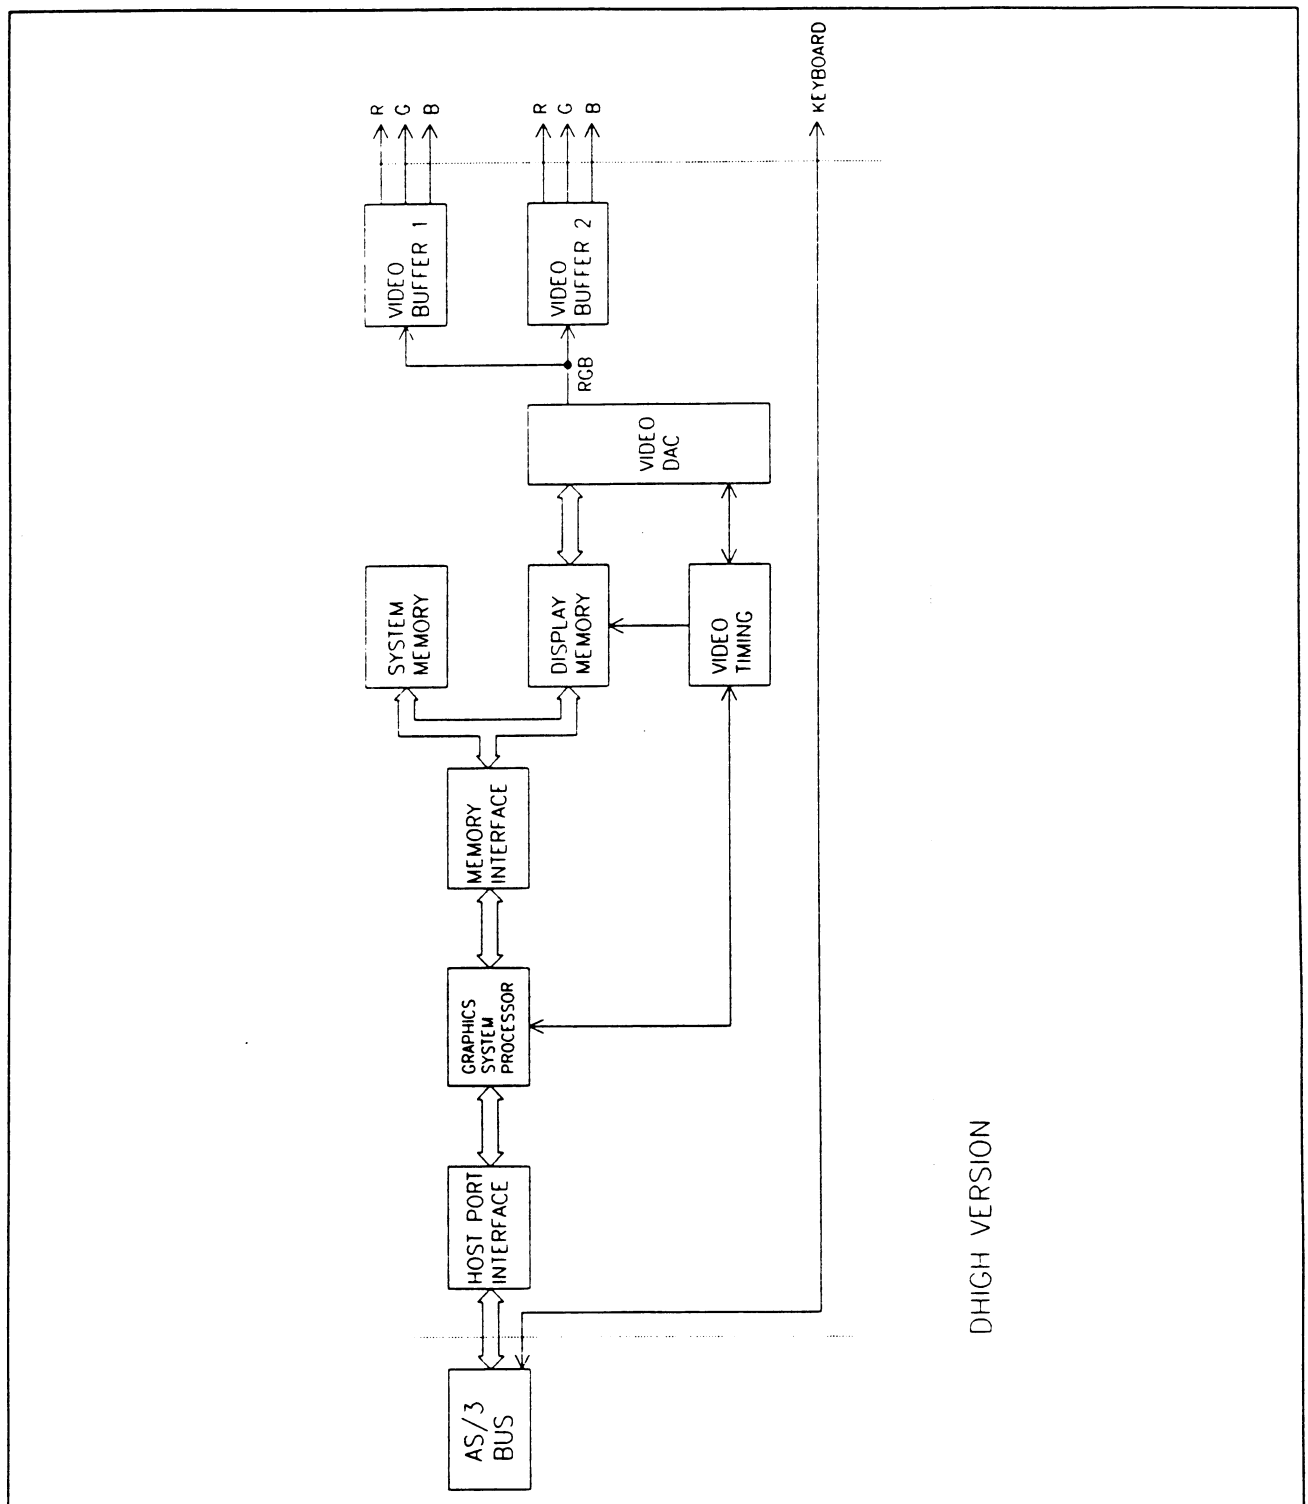 AS/3
BUS
HOST PORT
INTERFACE
GRAPHICS
SYSTEM
PROCESSOR
MEMORY
INTERFACE
SYSTEM
MEMORY
DISPLAY
MEMORY
VIDEO
TIMING
VIDEO
DAC
RGB
VIDEO
BUFFER 1
VIDEO
BUFFER 2
R
G
B
R
G
B
KEYBOARD
DHIGH VERSION